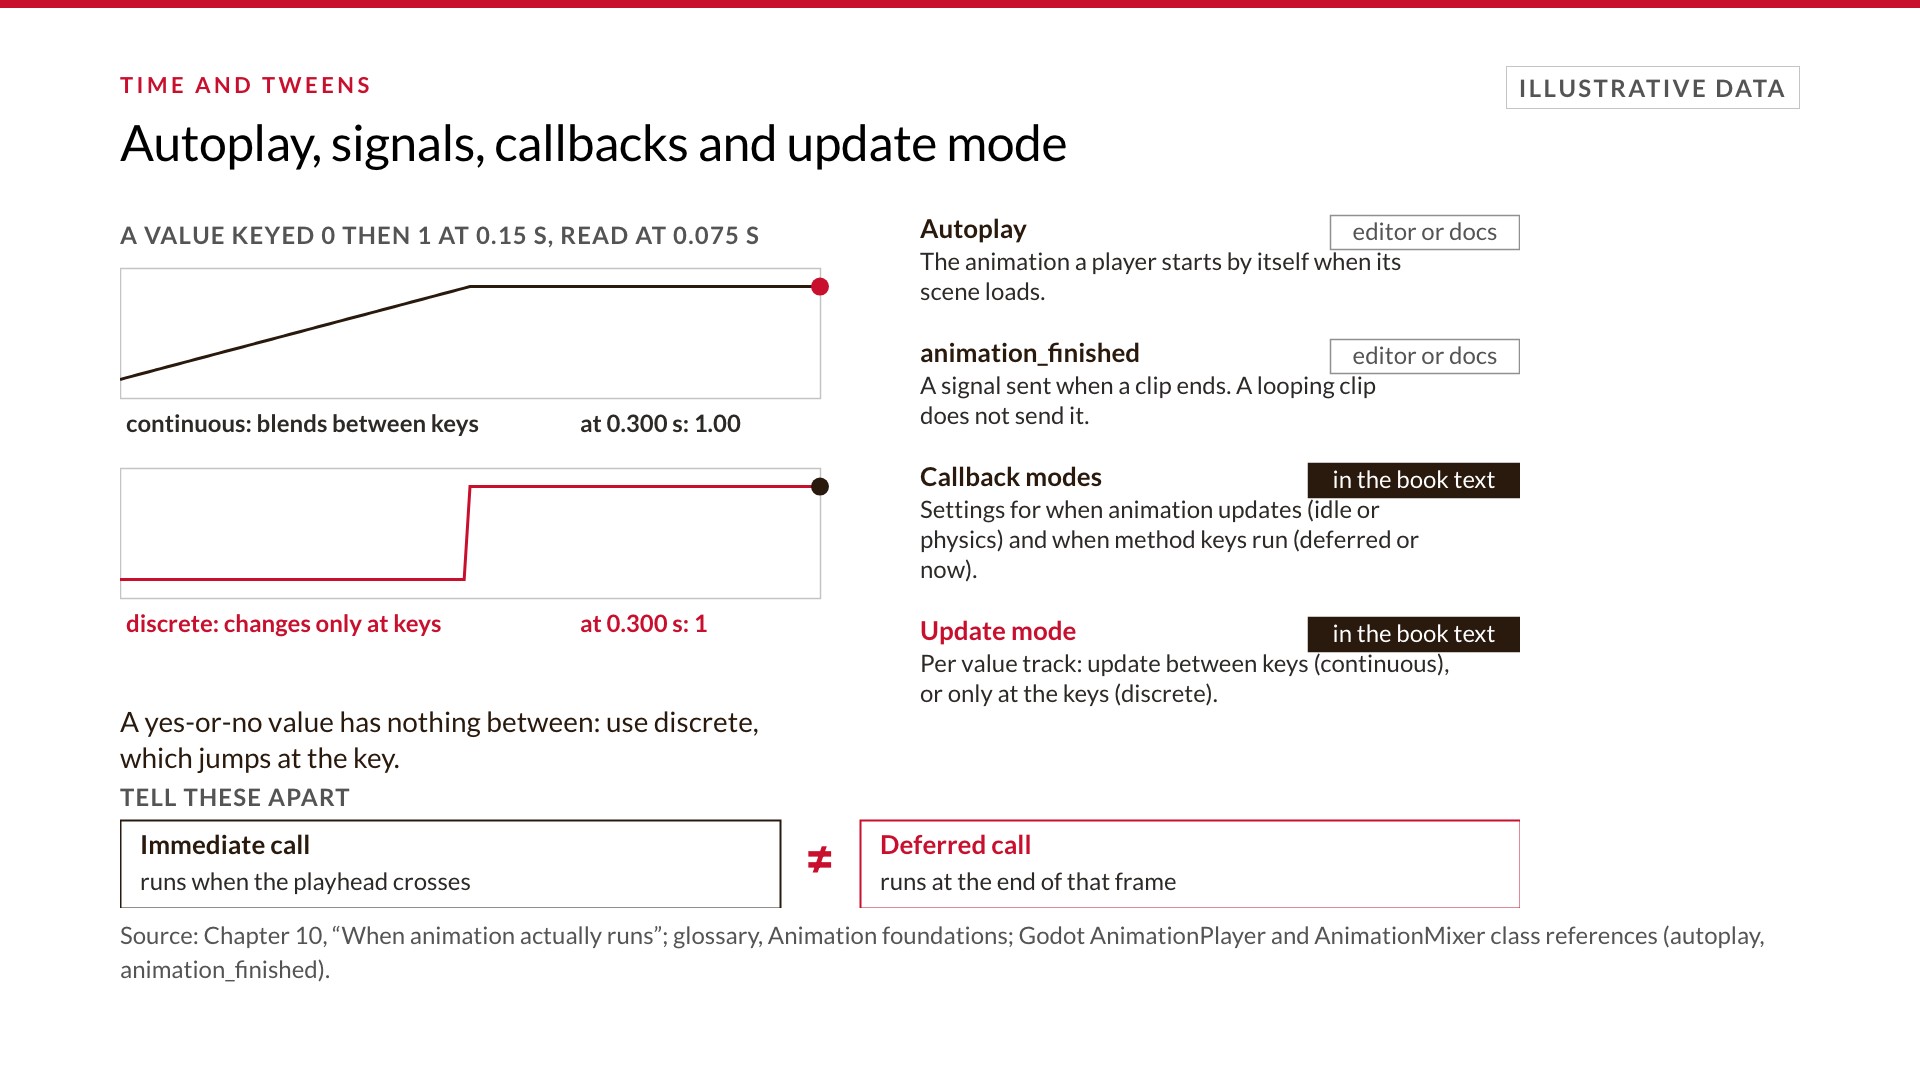 TIME AND TWEENS
ILLUSTRATIVE DATA
Autoplay, signals, callbacks and update mode
A VALUE KEYED 0 THEN 1 AT 0.15 S, READ AT 0.075 S
continuous: blends between keys
at 0.300 s: 1.00
discrete: changes only at keys
at 0.300 s: 1
A yes-or-no value has nothing between: use discrete,
which jumps at the key.
Autoplay
editor or docs
The animation a player starts by itself when its
scene loads.
animation_finished
editor or docs
A signal sent when a clip ends. A looping clip
does not send it.
Callback modes
in the book text
Settings for when animation updates (idle or
physics) and when method keys run (deferred or
now).
Update mode
in the book text
Per value track: update between keys (continuous),
or only at the keys (discrete).
TELL THESE APART
Immediate call
runs when the playhead crosses
≠
Deferred call
runs at the end of that frame
Source: Chapter 10, “When animation actually runs”; glossary, Animation foundations; Godot AnimationPlayer and AnimationMixer class references (autoplay,
animation_finished).